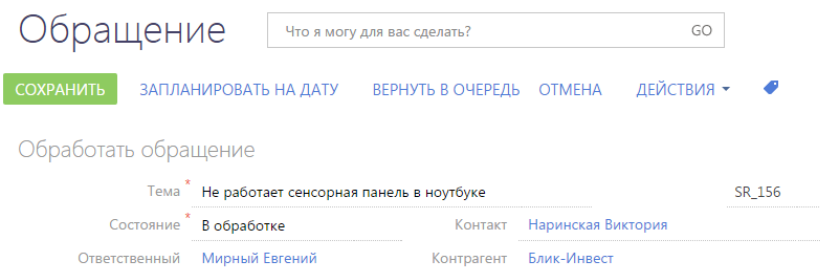 Обращение Что я могу для вас сделать? GO
СОХРАНИТЬ ЗАПЛАНИРОВАТЬ НА ДАТУ ВЕРНУТЬ В ОЧЕРЕДЬ ОТМЕНА ДЕЙСТВИЯ
Обработать обращение
Тема * Не работает сенсорная панель в ноутбуке SR_156
Состояние * В обработке Контакт Наринская Виктория
Ответственный Мирный Евгений Контрагент Блик-Инвест